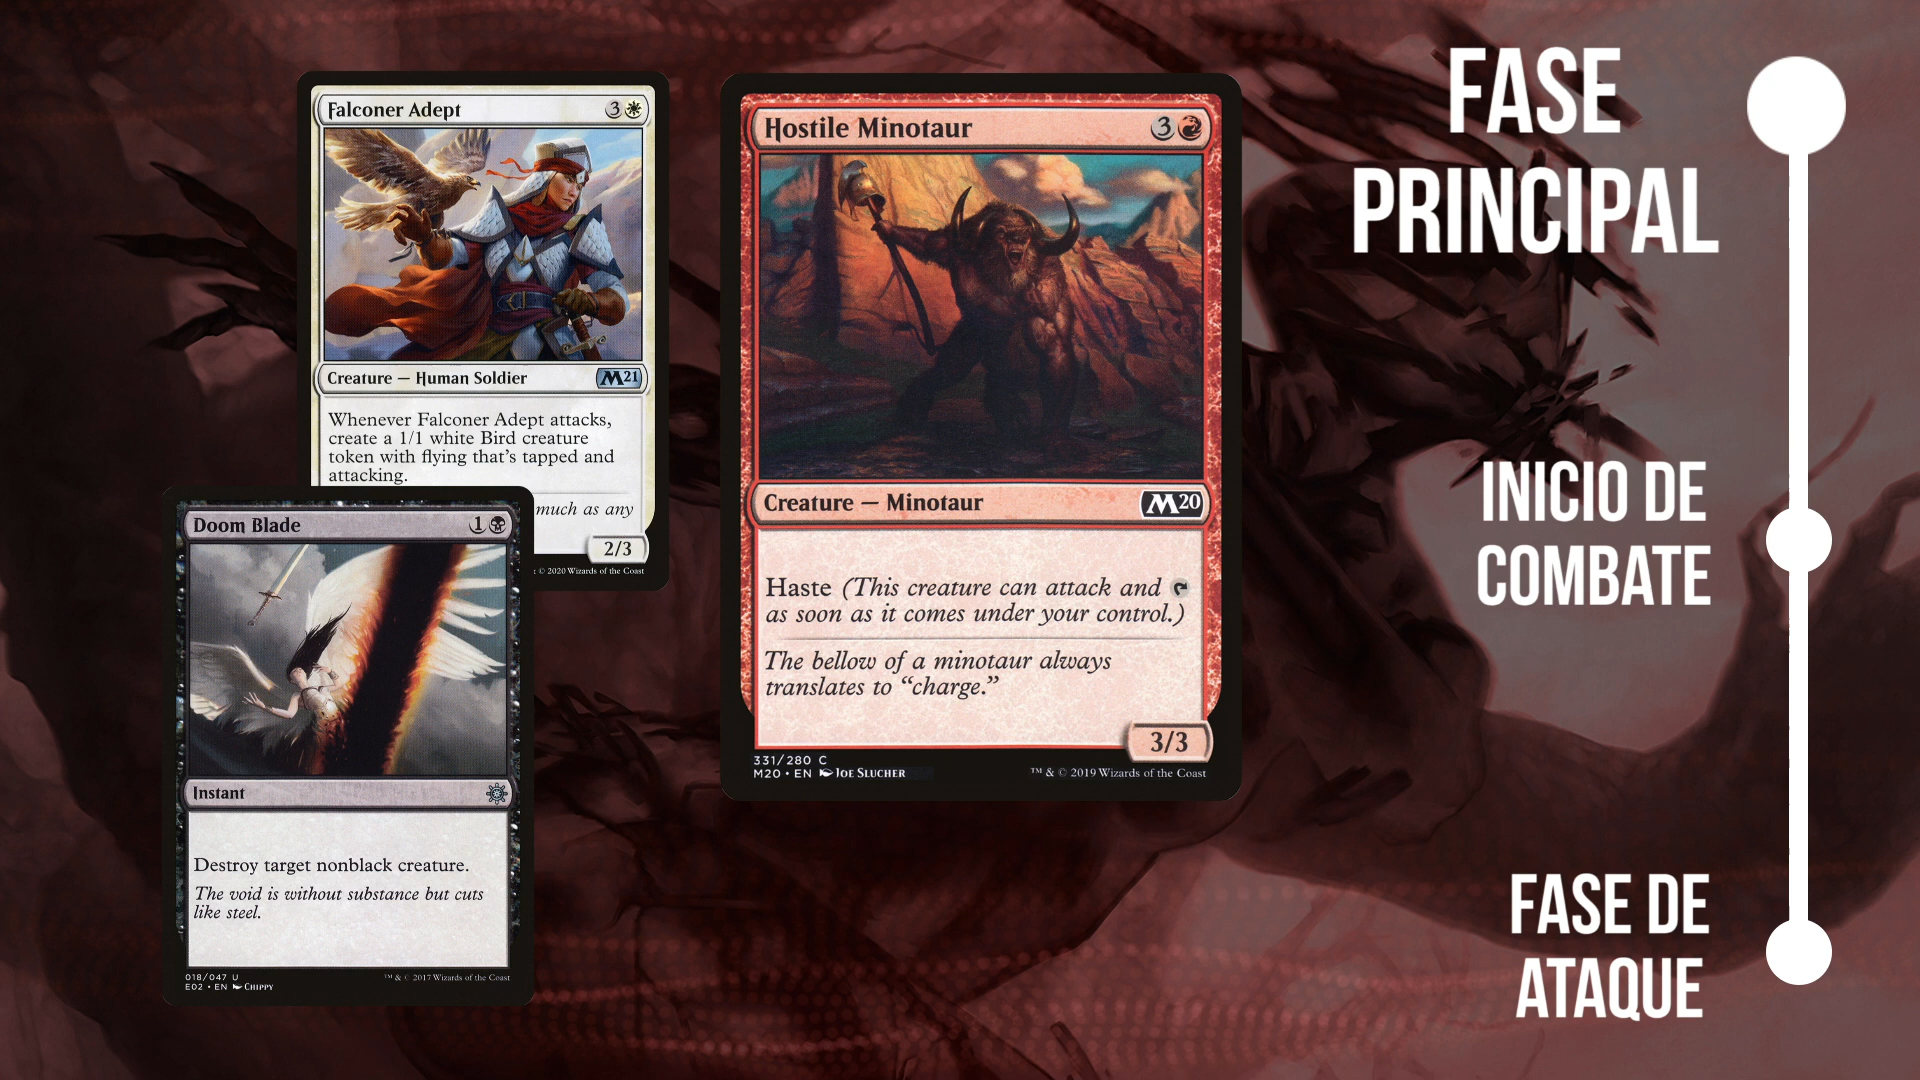 Falconer Adept 3
Creature — Human Soldier M21
Whenever Falconer Adept attacks,
create a 1/1 white Bird creature
token with flying that's tapped and
attacking.
much as any
2/3
: © 2020 Wizards of the Coast
Doom Blade 1
Instant
Destroy target nonblack creature.
The void is without substance but cuts
like steel.
018/047 U
E02 • EN CHIPPY
™ & © 2017 Wizards of the Coast
Hostile Minotaur 3
Creature — Minotaur M20
Haste (This creature can attack and
as soon as it comes under your control.)
The bellow of a minotaur always
translates to “charge.”
3/3
331/280 C
M20 • EN JOE SLUCHER
™ & © 2019 Wizards of the Coast
FASE
PRINCIPAL
INICIO DE
COMBATE
FASE DE
ATAQUE